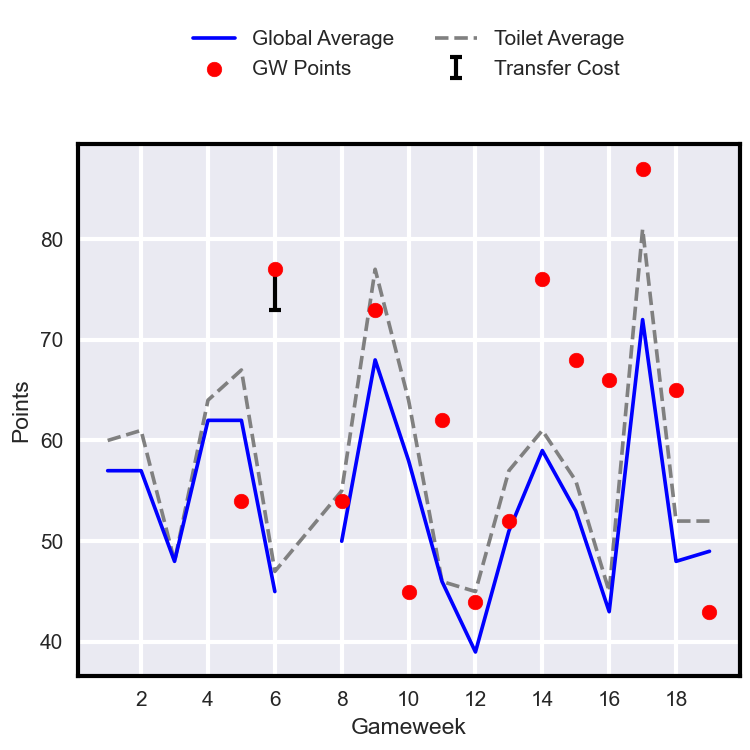 Global Average Toilet Average
GW Points Transfer Cost
80
70
60
50
40
Points
2 4 6 8 10 12 14 16 18
Gameweek